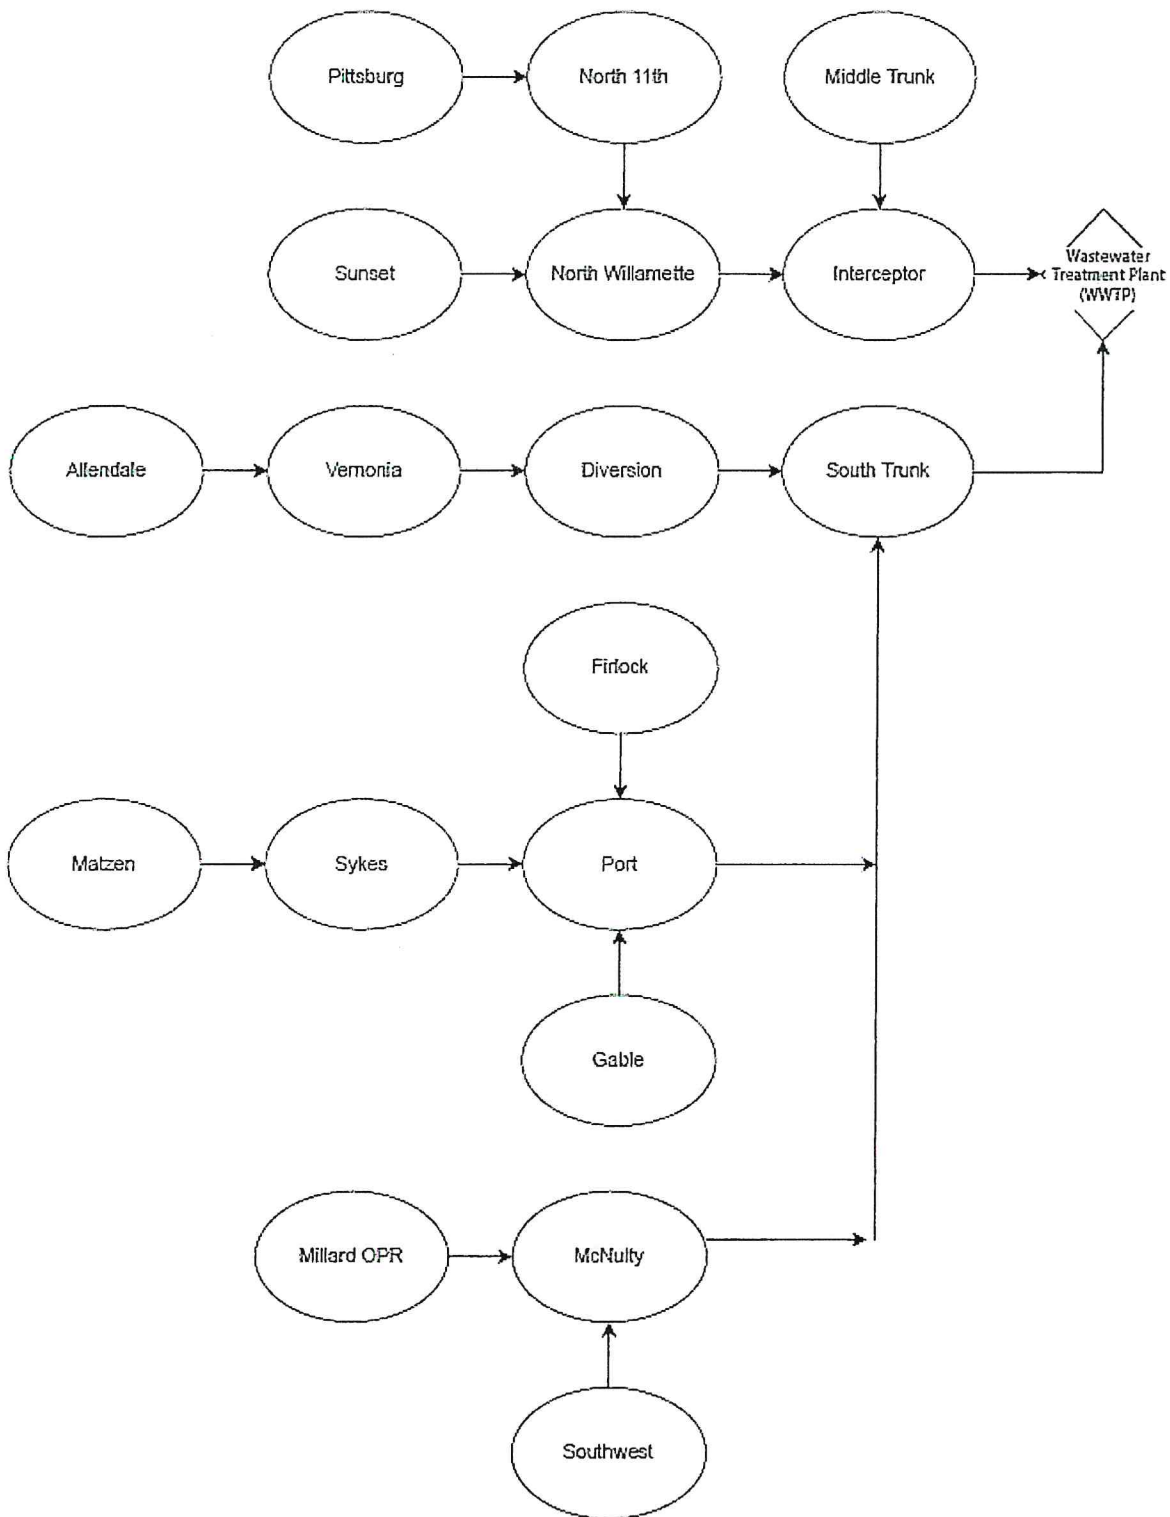 Pittsburg
North 11th
Middle Trunk
Sunset
North Willamette
Interceptor
Wastewater
Treatment Plant
(WWTP)
Allendale
Vernonia
Diversion
South Trunk
Firlock
Matzen
Sykes
Port
Gable
Millard OPR
McNulty
Southwest